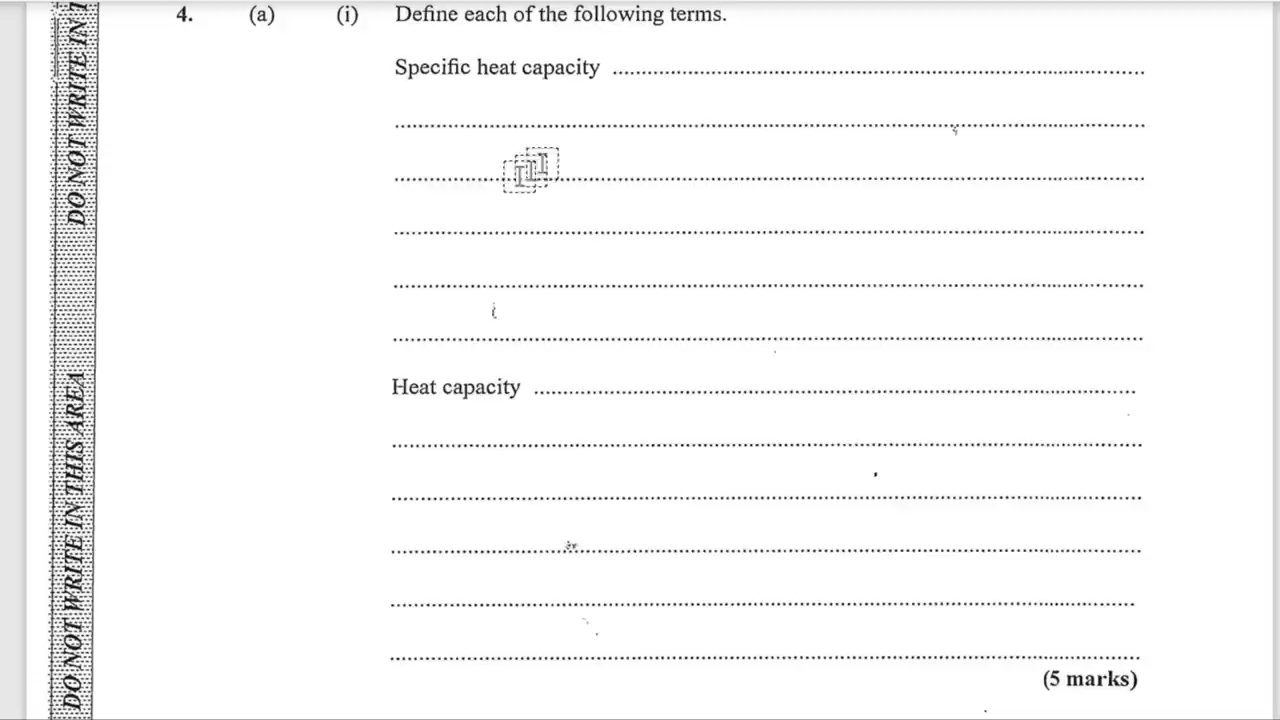 4. (a) (i) Define each of the following terms.
Specific heat capacity
Heat capacity
(5 marks)
DO NOT WRITE IN T
DO NOT WRITE IN THIS AREA